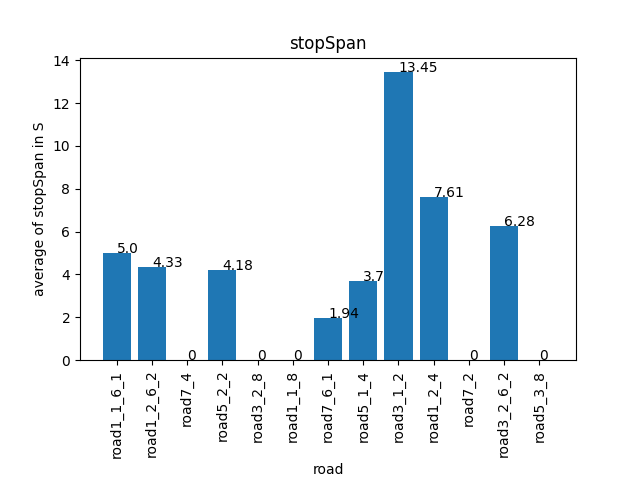 stopSpan
average of stopSpan in S
14
12
10
8
6
4
2
0
5.0
4.33
0
4.18
0
0
1.94
3.7
13.45
7.61
0
6.28
0
road1_1_6_1
road1_2_6_2
road7_4
road5_2_2
road3_2_8
road1_1_8
road7_6_1
road5_1_4
road3_1_2
road1_2_4
road7_2
road3_2_6_2
road5_3_8
road